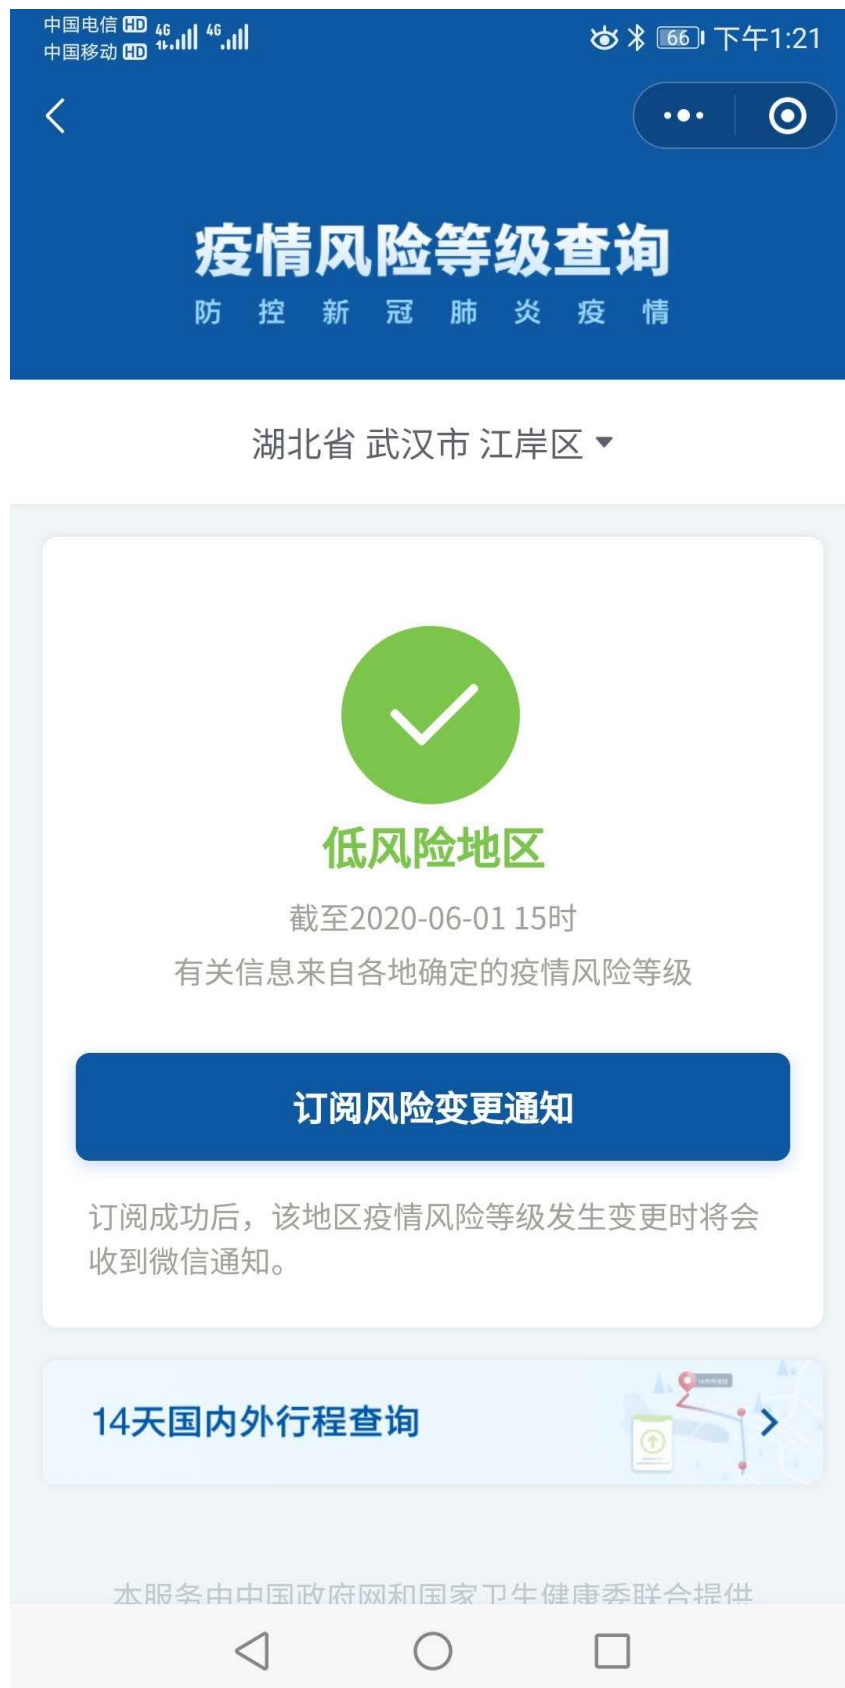 中国电信 HD 4G 1X 4G
中国移动 HD
66 下午1:21
疫情风险等级查询
防控新冠肺炎疫情
湖北省 武汉市 江岸区
低风险地区
截至2020-06-01 15时
有关信息来自各地确定的疫情风险等级
订阅风险变更通知
订阅成功后，该地区疫情风险等级发生变更时将会
收到微信通知。
14天国内外行程查询
本服务由中国政府网和国家卫生健康委联合提供